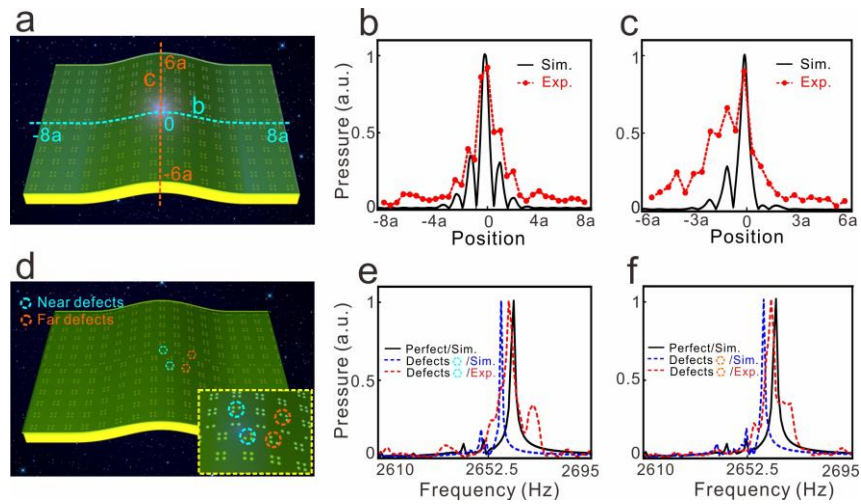 a
6a
c
b
0
-8a
8a
-6a
b
Pressure (a.u.)
1
0.5
0
Sim.
Exp.
-8a
-4a
0
4a
8a
Position
c
1
0.5
0
Sim.
Exp.
-6a
-3a
0
3a
6a
Position
d
Near defects
Far defects
e
Pressure (a.u.)
1
0.5
Perfect/Sim.
Defects /Sim.
Defects /Exp.
2610
2652.5
2695
Frequency (Hz)
f
1
0.5
Perfect/Sim.
Defects /Sim.
Defects /Exp.
2610
2652.5
2695
Frequency (Hz)